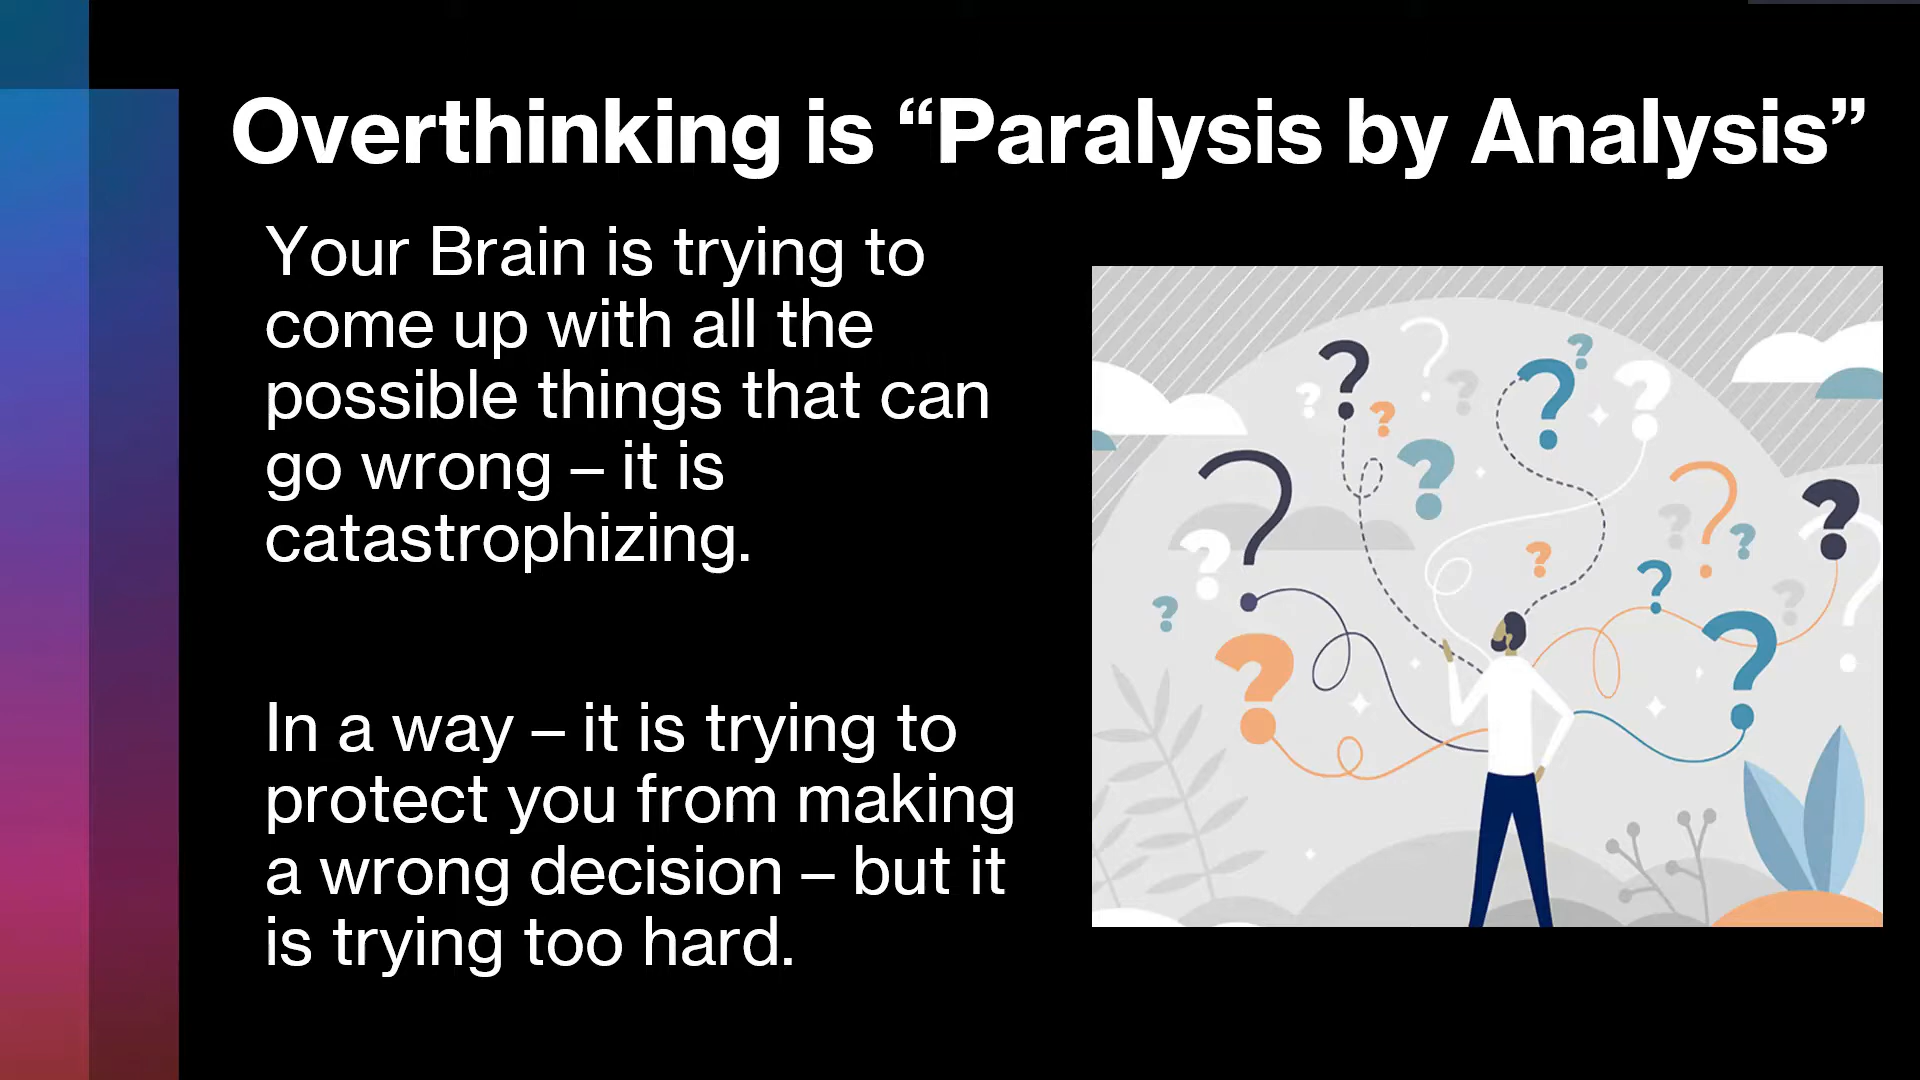 Overthinking is “Paralysis by Analysis”
Your Brain is trying to
come up with all the
possible things that can
go wrong – it is
catastrophizing.
In a way – it is trying to
protect you from making
a wrong decision – but it
is trying too hard.